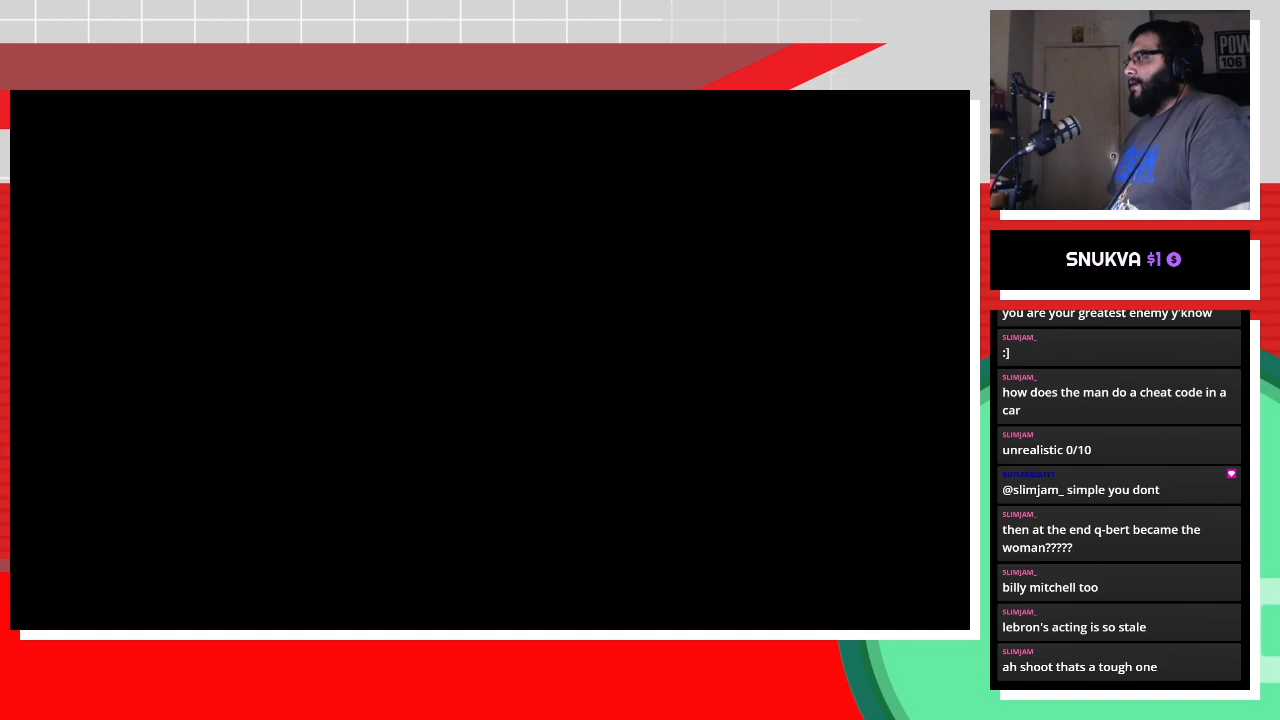 POW
106
SNUKVA $1 $
you are your greatest enemy y'know
SLIMJAM_
:]
SLIMJAM_
how does the man do a cheat code in a
car
SLIMJAM_
unrealistic 0/10
@slimjam_ simple you dont
SLIMJAM_
then at the end q-bert became the
woman?????
SLIMJAM_
billy mitchell too
SLIMJAM_
lebron's acting is so stale
SLIMJAM_
ah shoot thats a tough one